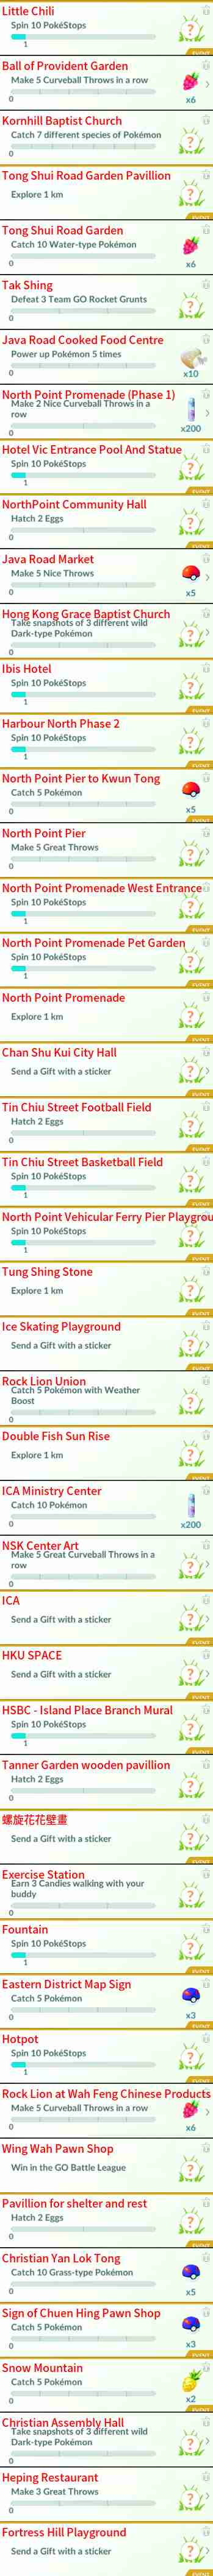 Little Chili
Spin 10 PokéStops
1
EVENT
Ball of Provident Garden
Make 5 Curveball Throws in a row
0
x6
Kornhill Baptist Church
Catch 7 different species of Pokémon
0
Tong Shui Road Garden Pavillion
Explore 1 km
EVENT
Tong Shui Road Garden
Catch 10 Water-type Pokémon
0
x6
Tak Shing
Defeat 3 Team GO Rocket Grunts
0
Java Road Cooked Food Centre
Power up Pokémon 5 times
0
x10
North Point Promenade (Phase 1)
Make 2 Nice Curveball Throws in a
row
0
x200
Hotel Vic Entrance Pool And Statue
Spin 10 PokéStops
1
EVENT
NorthPoint Community Hall
Hatch 2 Eggs
0
EVENT
Java Road Market
Make 5 Nice Throws
0
x5
Hong Kong Grace Baptist Church
Take snapshots of 3 different wild
Dark-type Pokémon
0
Ibis Hotel
Spin 10 PokéStops
1
EVENT
Harbour North Phase 2
Spin 10 PokéStops
1
EVENT
North Point Pier to Kwun Tong
Catch 5 Pokémon
0
x5
North Point Pier
Make 5 Great Throws
0
North Point Promenade West Entrance
Spin 10 PokéStops
1
EVENT
North Point Promenade Pet Garden
Spin 10 PokéStops
1
EVENT
North Point Promenade
Explore 1 km
EVENT
Chan Shu Kui City Hall
Send a Gift with a sticker
EVENT
Tin Chiu Street Football Field
Hatch 2 Eggs
0
EVENT
Tin Chiu Street Basketball Field
Spin 10 PokéStops
1
EVENT
North Point Vehicular Ferry Pier Playgrou
Spin 10 PokéStops
1
EVENT
Tung Shing Stone
Explore 1 km
EVENT
Ice Skating Playground
Send a Gift with a sticker
EVENT
Rock Lion Union
Catch 5 Pokémon with Weather
Boost
0
Double Fish Sun Rise
Explore 1 km
EVENT
ICA Ministry Center
Catch 10 Pokémon
0
x200
NSK Center Art
Make 5 Great Curveball Throws in a
row
0
ICA
Send a Gift with a sticker
EVENT
HKU SPACE
Send a Gift with a sticker
EVENT
HSBC - Island Place Branch Mural
Spin 10 PokéStops
1
EVENT
Tanner Garden wooden pavillion
Hatch 2 Eggs
0
EVENT
螺旋花花壁畫
Send a Gift with a sticker
EVENT
Exercise Station
Earn 3 Candies walking with your
buddy
0
EVENT
Fountain
Spin 10 PokéStops
1
EVENT
Eastern District Map Sign
Catch 5 Pokémon
0
x3
EVENT
Hotpot
Spin 10 PokéStops
1
EVENT
Rock Lion at Wah Feng Chinese Products
Make 5 Curveball Throws in a row
0
x6
Wing Wah Pawn Shop
Win in the GO Battle League
Pavillion for shelter and rest
Hatch 2 Eggs
0
EVENT
Christian Yan Lok Tong
Catch 10 Grass-type Pokémon
0
x5
Sign of Chuen Hing Pawn Shop
Catch 5 Pokémon
0
x3
EVENT
Snow Mountain
Catch 5 Pokémon
0
x2
EVENT
Christian Assembly Hall
Take snapshots of 3 different wild
Dark-type Pokémon
0
Heping Restaurant
Make 3 Great Throws
0
Fortress Hill Playground
Send a Gift with a sticker
EVENT